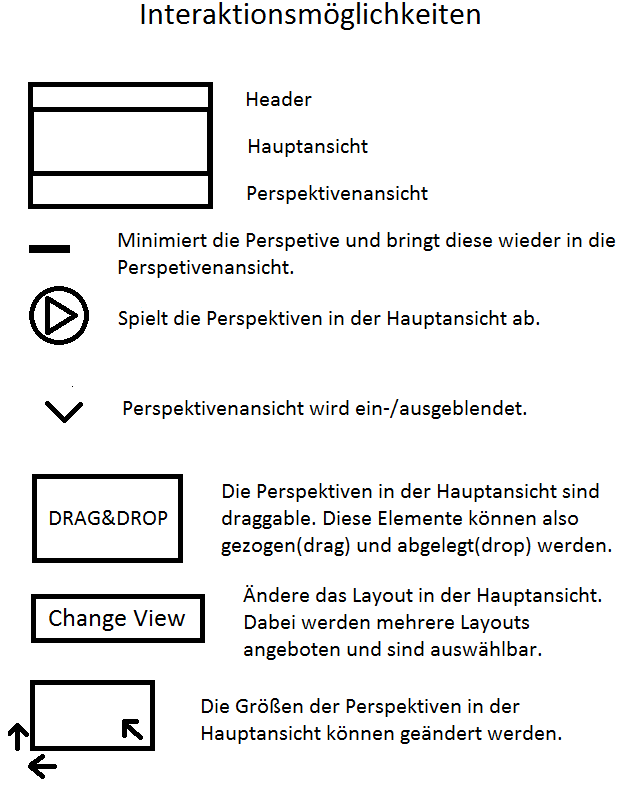 Interaktionsmöglichkeiten
Header
Hauptansicht
Perspektivenansicht
Minimiert die Perspetive und bringt diese wieder in die
Perspetivenansicht.
Spielt die Perspektiven in der Hauptansicht ab.
Perspektivenansicht wird ein-/ausgeblendet.
DRAG&DROP
Die Perspektiven in der Hauptansicht sind
draggable. Diese Elemente können also
gezogen(drag) und abgelegt(drop) werden.
Change View
Ändere das Layout in der Hauptansicht.
Dabei werden mehrere Layouts
angeboten und sind auswählbar.
Die Größen der Perspektiven in der
Hauptansicht können geändert werden.